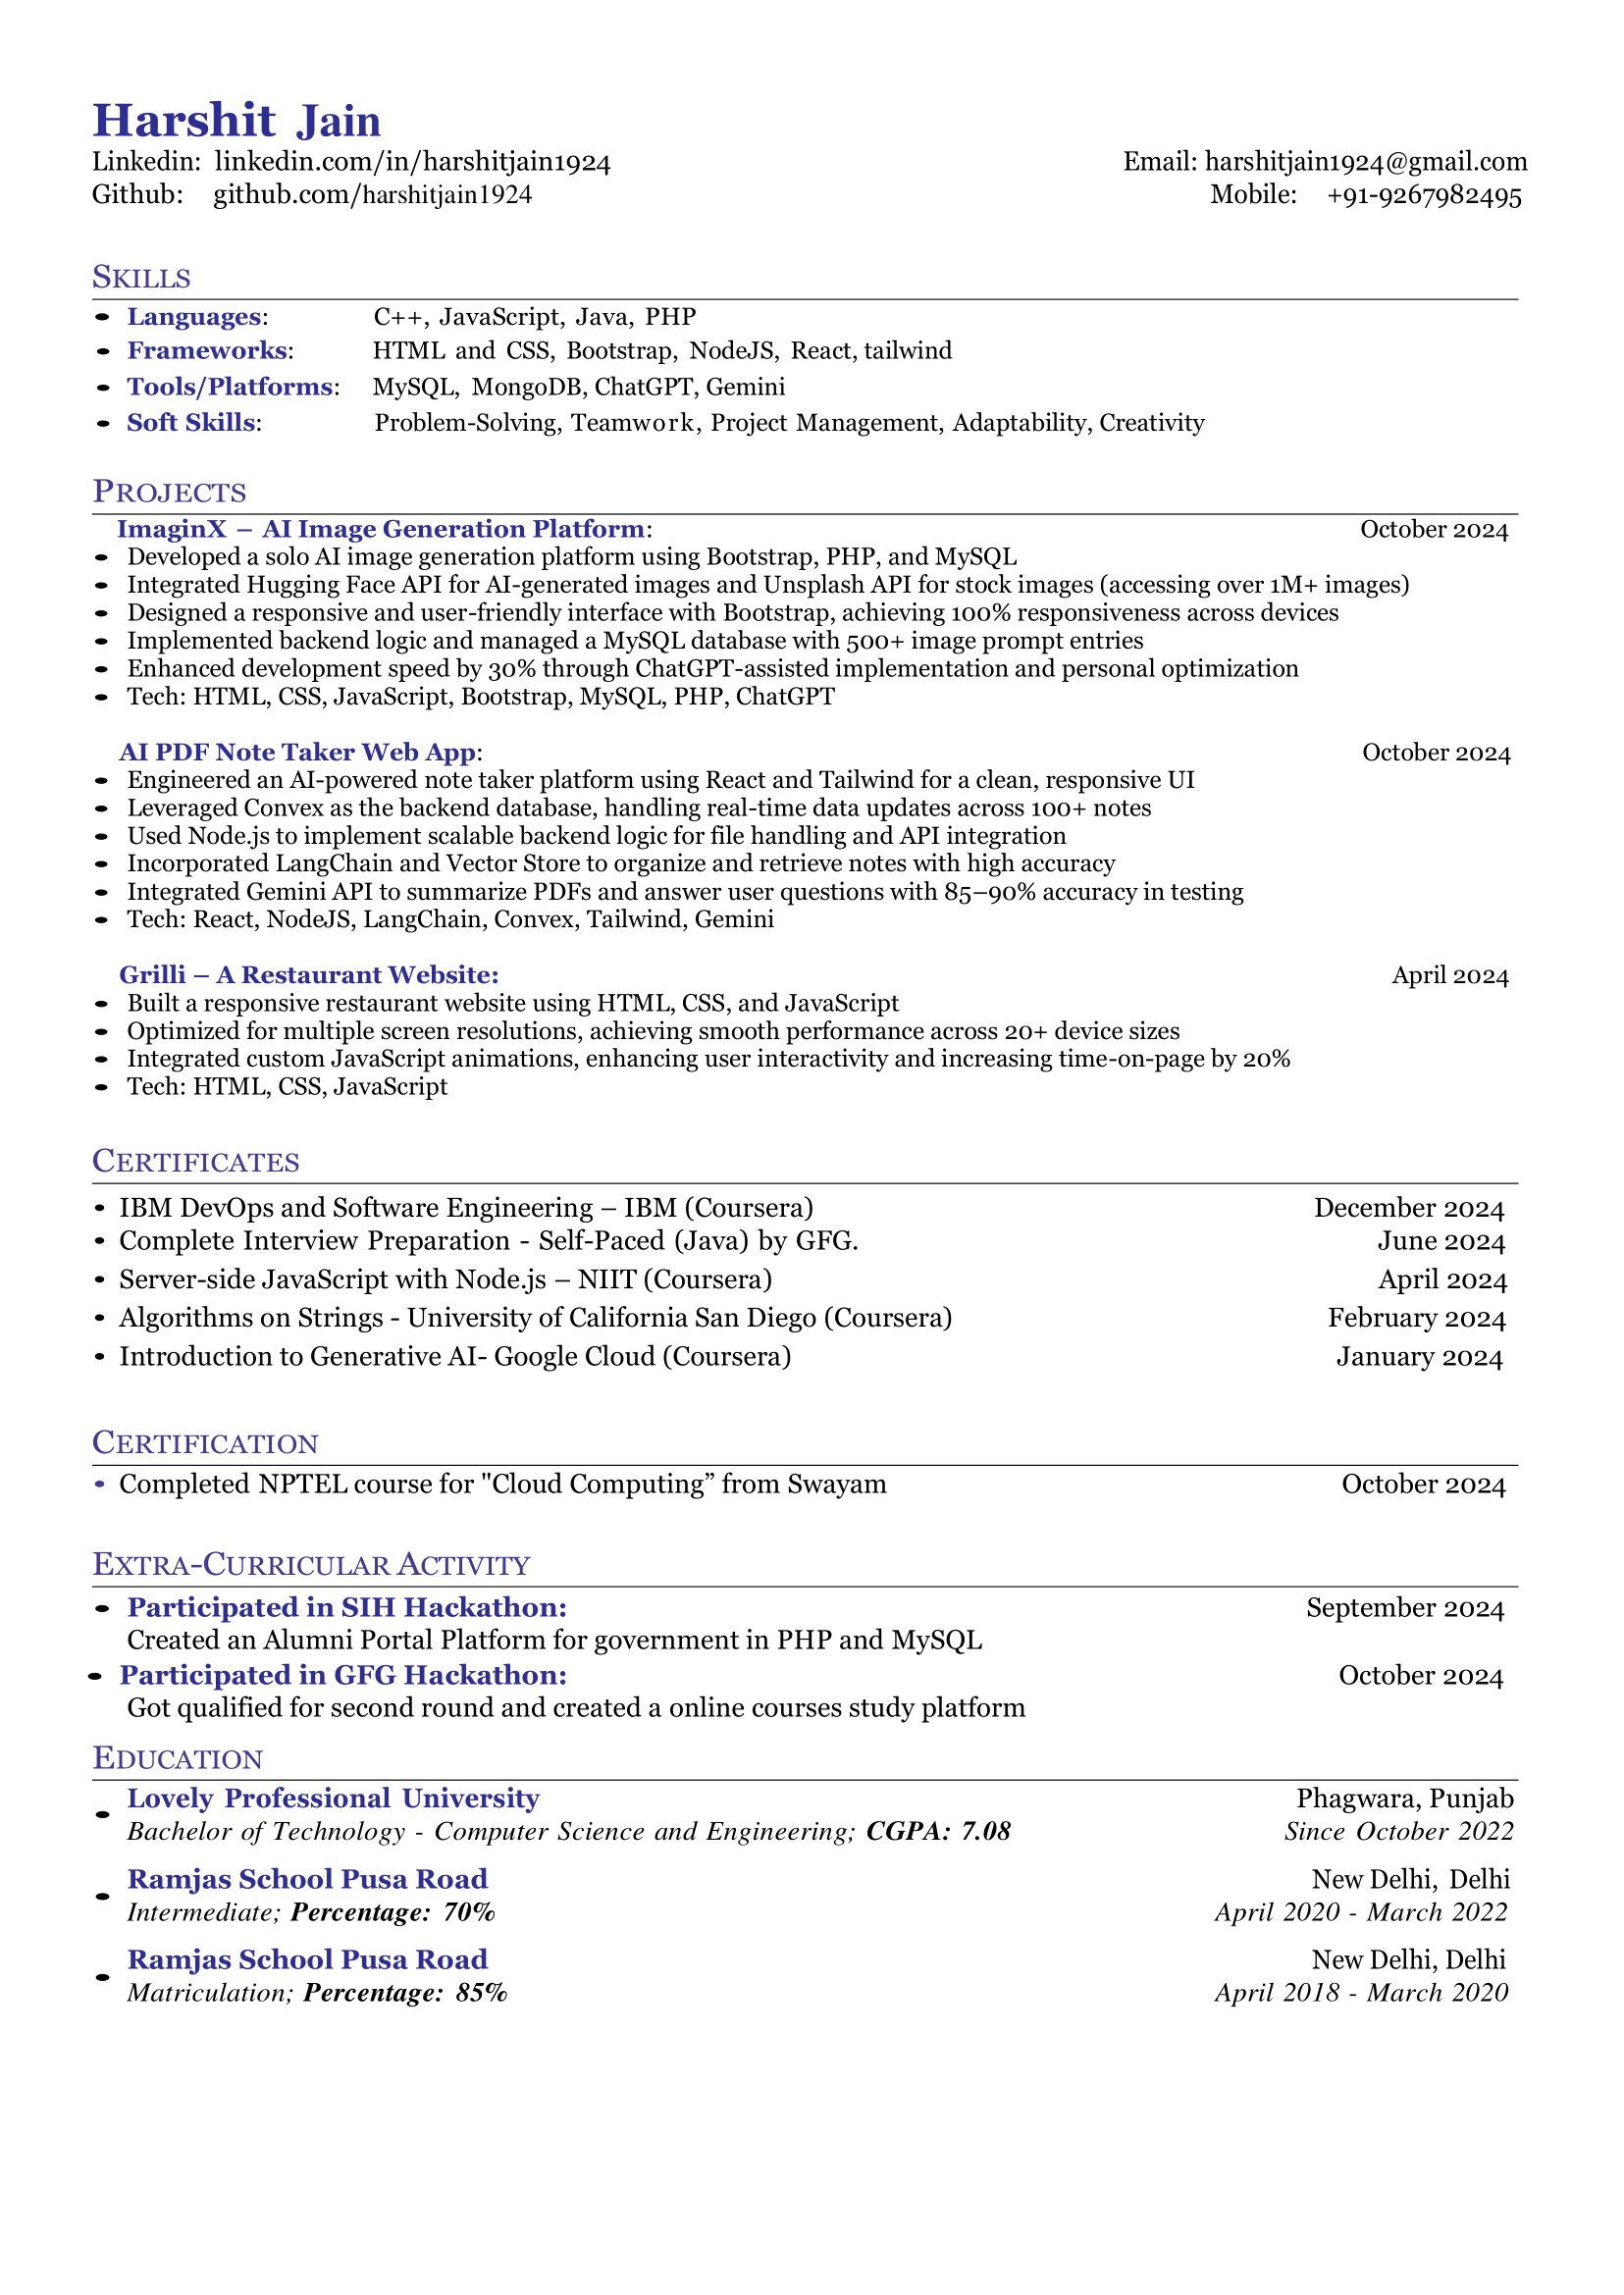 Harshit Jain
Linkedin: linkedin.com/in/harshitjain1924 Email: harshitjain1924@gmail.com
Github: github.com/harshitjain1924 Mobile: +91-9267982495
SKILLS
• Languages: C++, JavaScript, Java, PHP
• Frameworks: HTML and CSS, Bootstrap, NodeJS, React, tailwind
• Tools/Platforms: MySQL, MongoDB, ChatGPT, Gemini
• Soft Skills: Problem-Solving, Teamwork, Project Management, Adaptability, Creativity
PROJECTS
ImaginX – AI Image Generation Platform: October 2024
• Developed a solo AI image generation platform using Bootstrap, PHP, and MySQL
• Integrated Hugging Face API for AI-generated images and Unsplash API for stock images (accessing over 1M+ images)
• Designed a responsive and user-friendly interface with Bootstrap, achieving 100% responsiveness across devices
• Implemented backend logic and managed a MySQL database with 500+ image prompt entries
• Enhanced development speed by 30% through ChatGPT-assisted implementation and personal optimization
• Tech: HTML, CSS, JavaScript, Bootstrap, MySQL, PHP, ChatGPT
AI PDF Note Taker Web App: October 2024
• Engineered an AI-powered note taker platform using React and Tailwind for a clean, responsive UI
• Leveraged Convex as the backend database, handling real-time data updates across 100+ notes
• Used Node.js to implement scalable backend logic for file handling and API integration
• Incorporated LangChain and Vector Store to organize and retrieve notes with high accuracy
• Integrated Gemini API to summarize PDFs and answer user questions with 85–90% accuracy in testing
• Tech: React, NodeJS, LangChain, Convex, Tailwind, Gemini
Grilli – A Restaurant Website: April 2024
• Built a responsive restaurant website using HTML, CSS, and JavaScript
• Optimized for multiple screen resolutions, achieving smooth performance across 20+ device sizes
• Integrated custom JavaScript animations, enhancing user interactivity and increasing time-on-page by 20%
• Tech: HTML, CSS, JavaScript
CERTIFICATES
• IBM DevOps and Software Engineering – IBM (Coursera) December 2024
• Complete Interview Preparation - Self-Paced (Java) by GFG. June 2024
• Server-side JavaScript with Node.js – NIIT (Coursera) April 2024
• Algorithms on Strings - University of California San Diego (Coursera) February 2024
• Introduction to Generative AI- Google Cloud (Coursera) January 2024
CERTIFICATION
• Completed NPTEL course for "Cloud Computing” from Swayam October 2024
EXTRA-CURRICULAR ACTIVITY
• Participated in SIH Hackathon: September 2024
Created an Alumni Portal Platform for government in PHP and MySQL
• Participated in GFG Hackathon: October 2024
Got qualified for second round and created a online courses study platform
EDUCATION
• Lovely Professional University Phagwara, Punjab
Bachelor of Technology - Computer Science and Engineering; CGPA: 7.08 Since October 2022
• Ramjas School Pusa Road New Delhi, Delhi
Intermediate; Percentage: 70% April 2020 - March 2022
• Ramjas School Pusa Road New Delhi, Delhi
Matriculation; Percentage: 85% April 2018 - March 2020